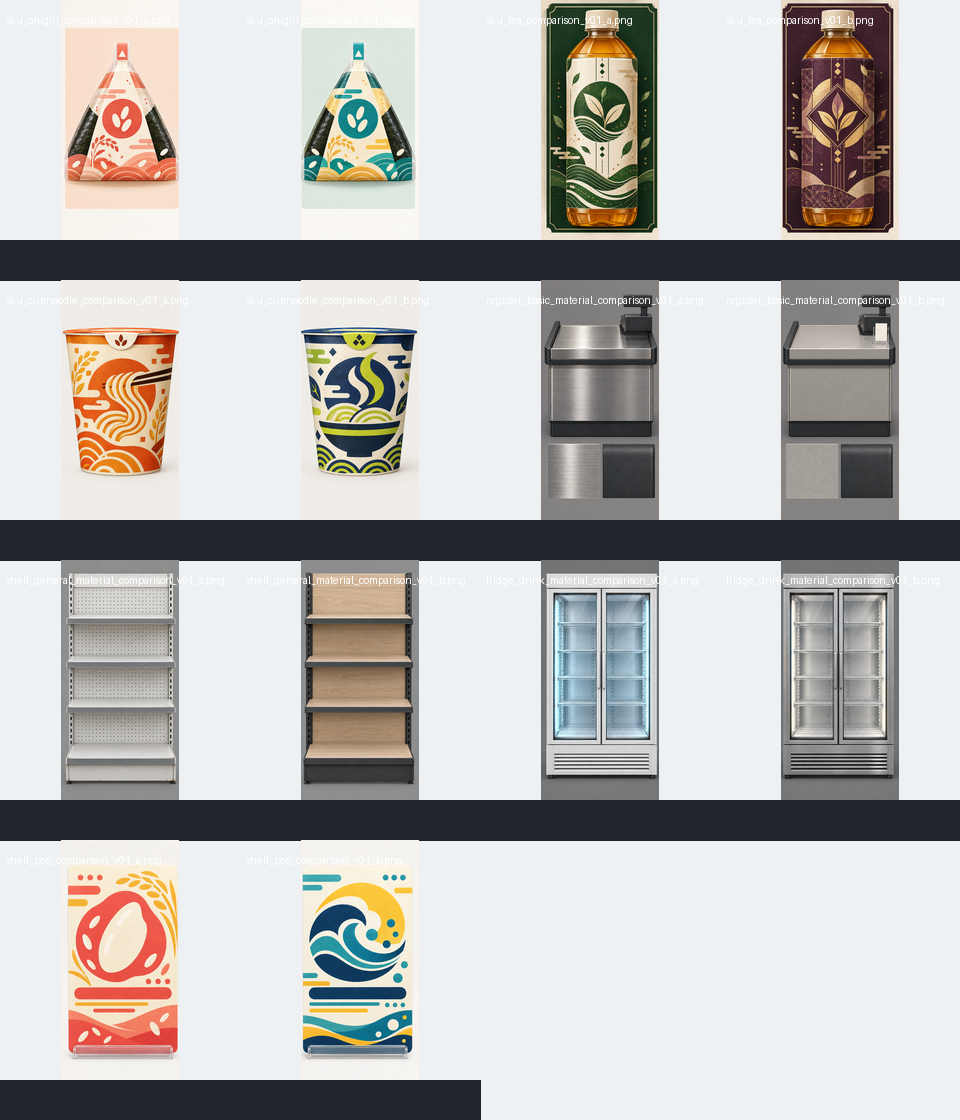 sku_onigiri_comparison_v01_a.png
sku_onigiri_comparison_v01_b.png
sku_tea_comparison_v01_a.png
sku_tea_comparison_v01_b.png
sku_cupnoodle_comparison_v01_a.png
sku_cupnoodle_comparison_v01_b.png
register_basic_material_comparison_v01_a.png
register_basic_material_comparison_v01_b.png
shelf_general_material_comparison_v01_a.png
shelf_general_material_comparison_v01_b.png
fridge_drink_material_comparison_v01_a.png
fridge_drink_material_comparison_v01_b.png
shelf_pop_comparison_v01_a.png
shelf_pop_comparison_v01_b.png